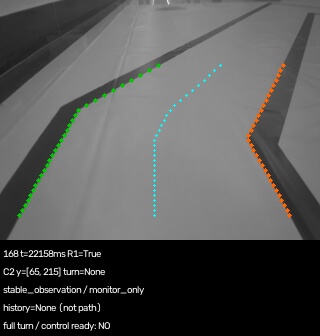 168 t=22158ms R1=True
C2 y=[65, 215] turn=None
stable_observation / monitor_only
history=None (not path)
full turn / control ready: NO